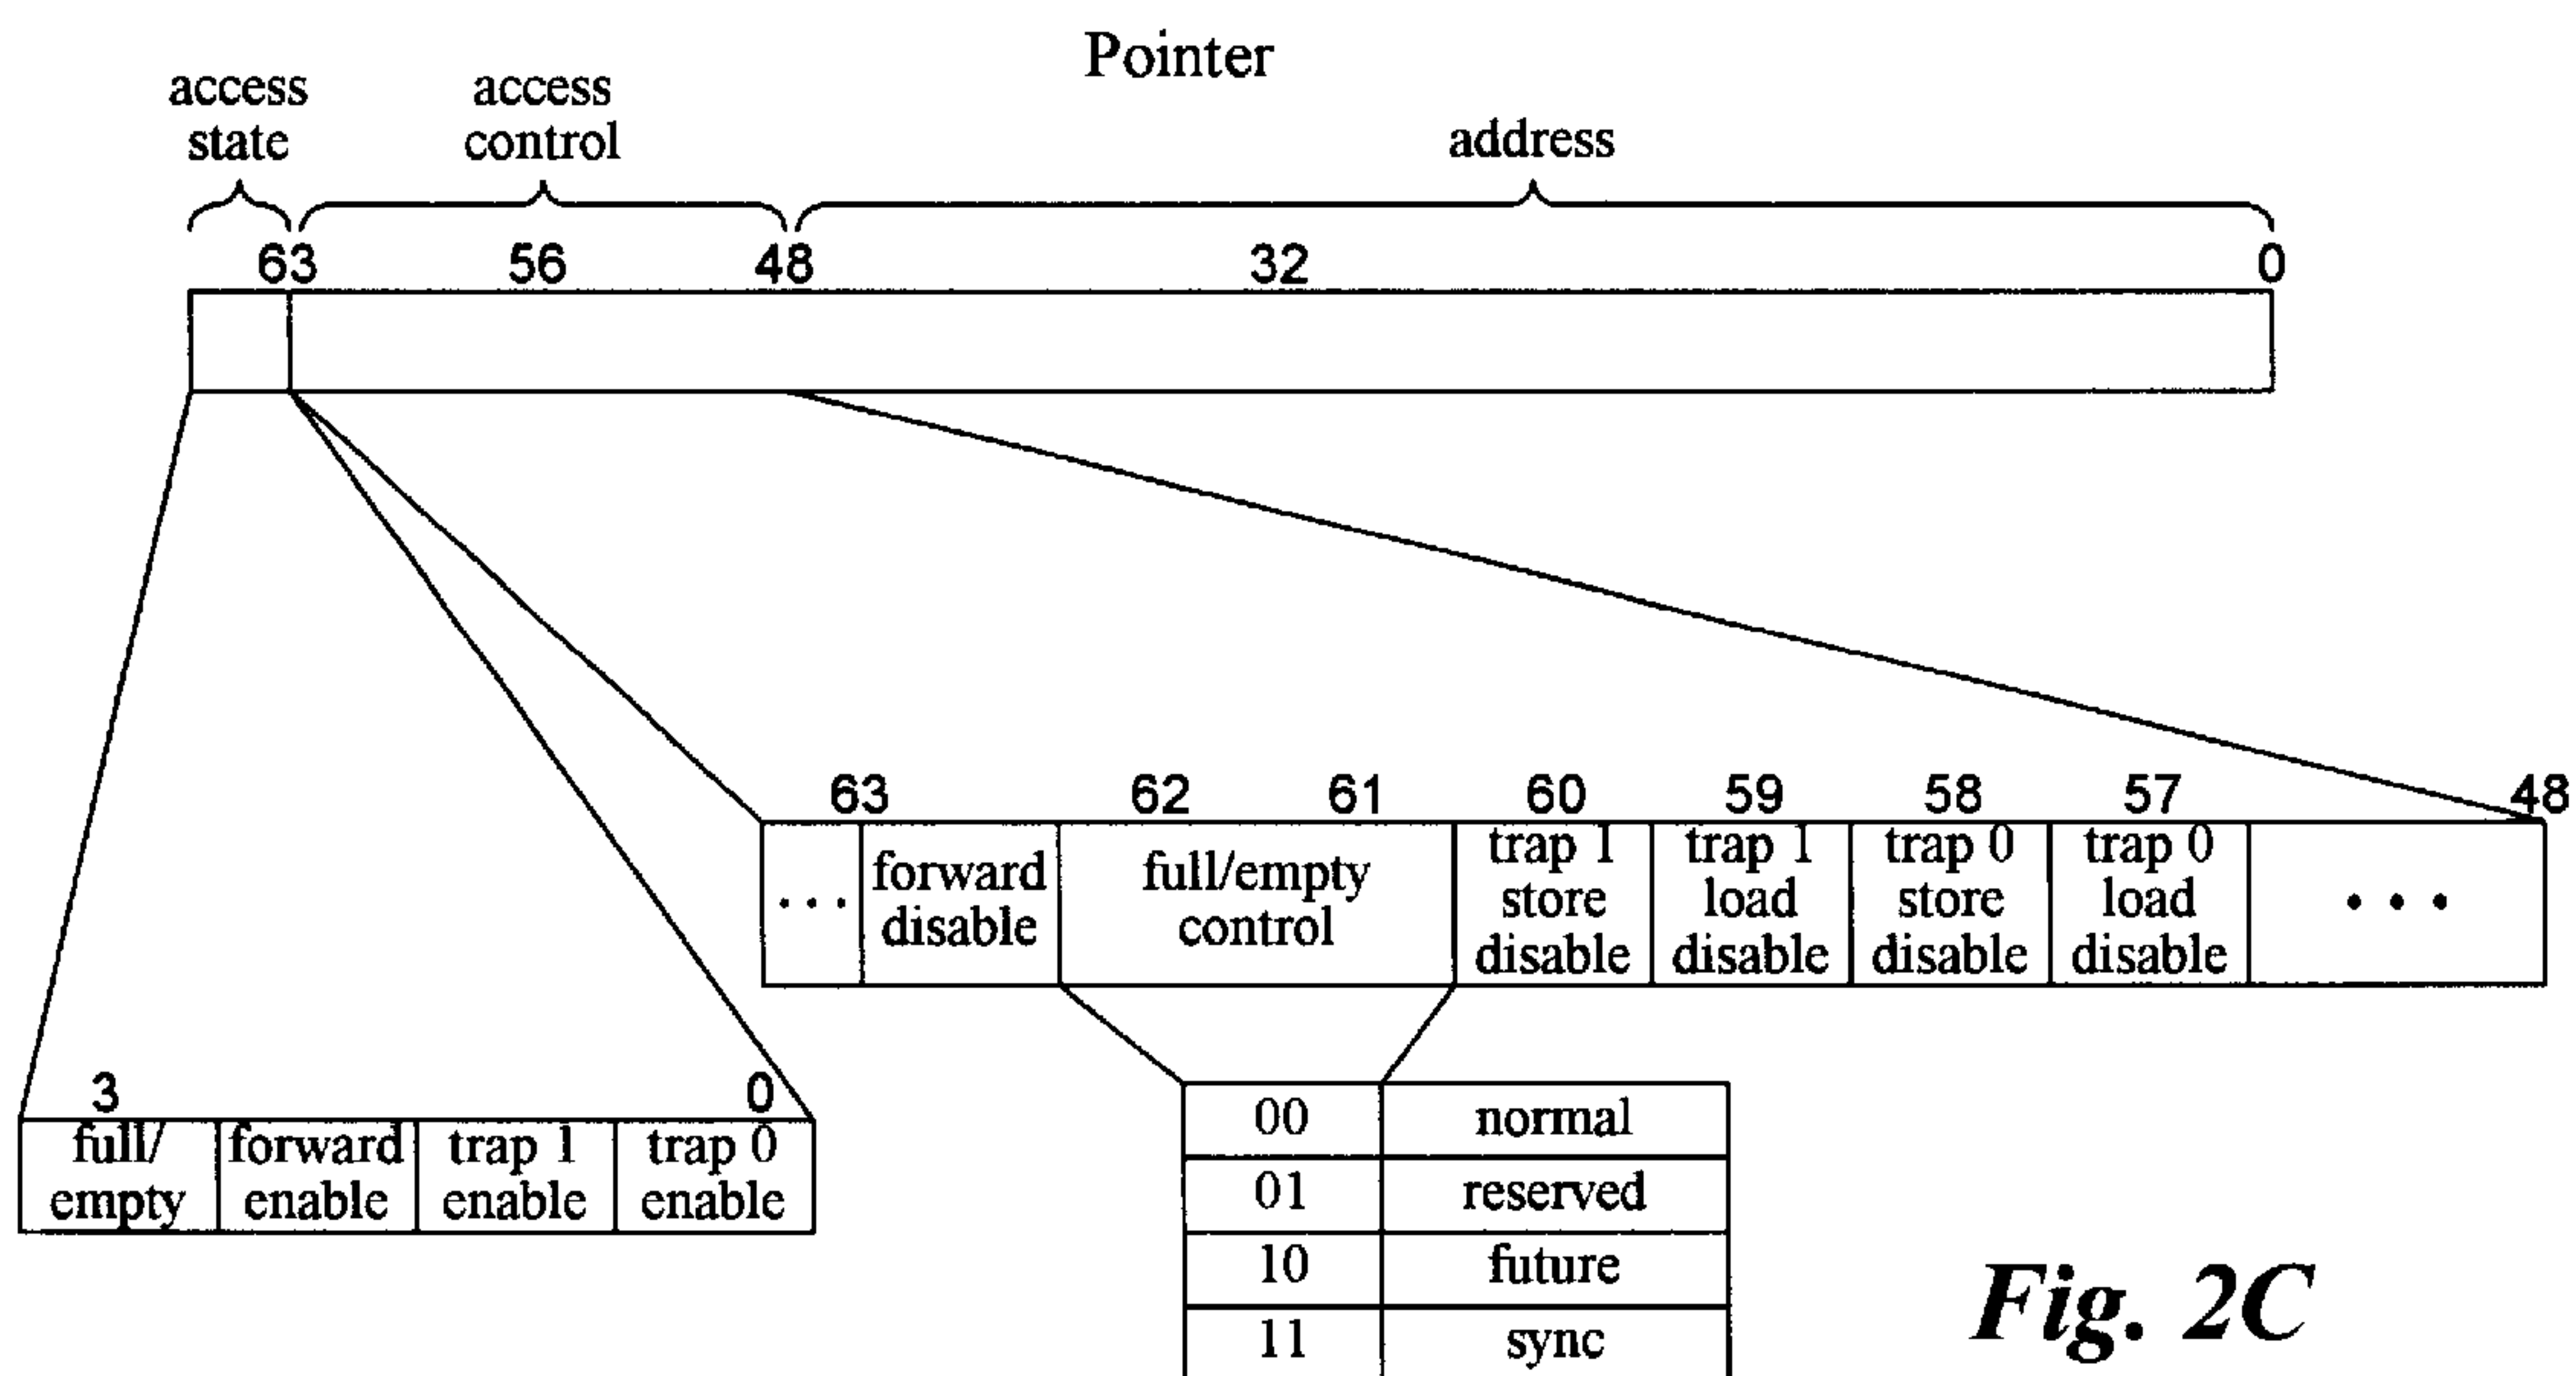 Pointer
access
state
access
control
address
63 56 48 32 0
63 62 61 60 59 58 57 48
... forward
disable
full/empty
control
trap 1
store
disable
trap 1
load
disable
trap 0
store
disable
trap 0
load
disable
...
3 0
full/
empty
forward
enable
trap 1
enable
trap 0
enable
00 normal
01 reserved
10 future
11 sync
Fig. 2C